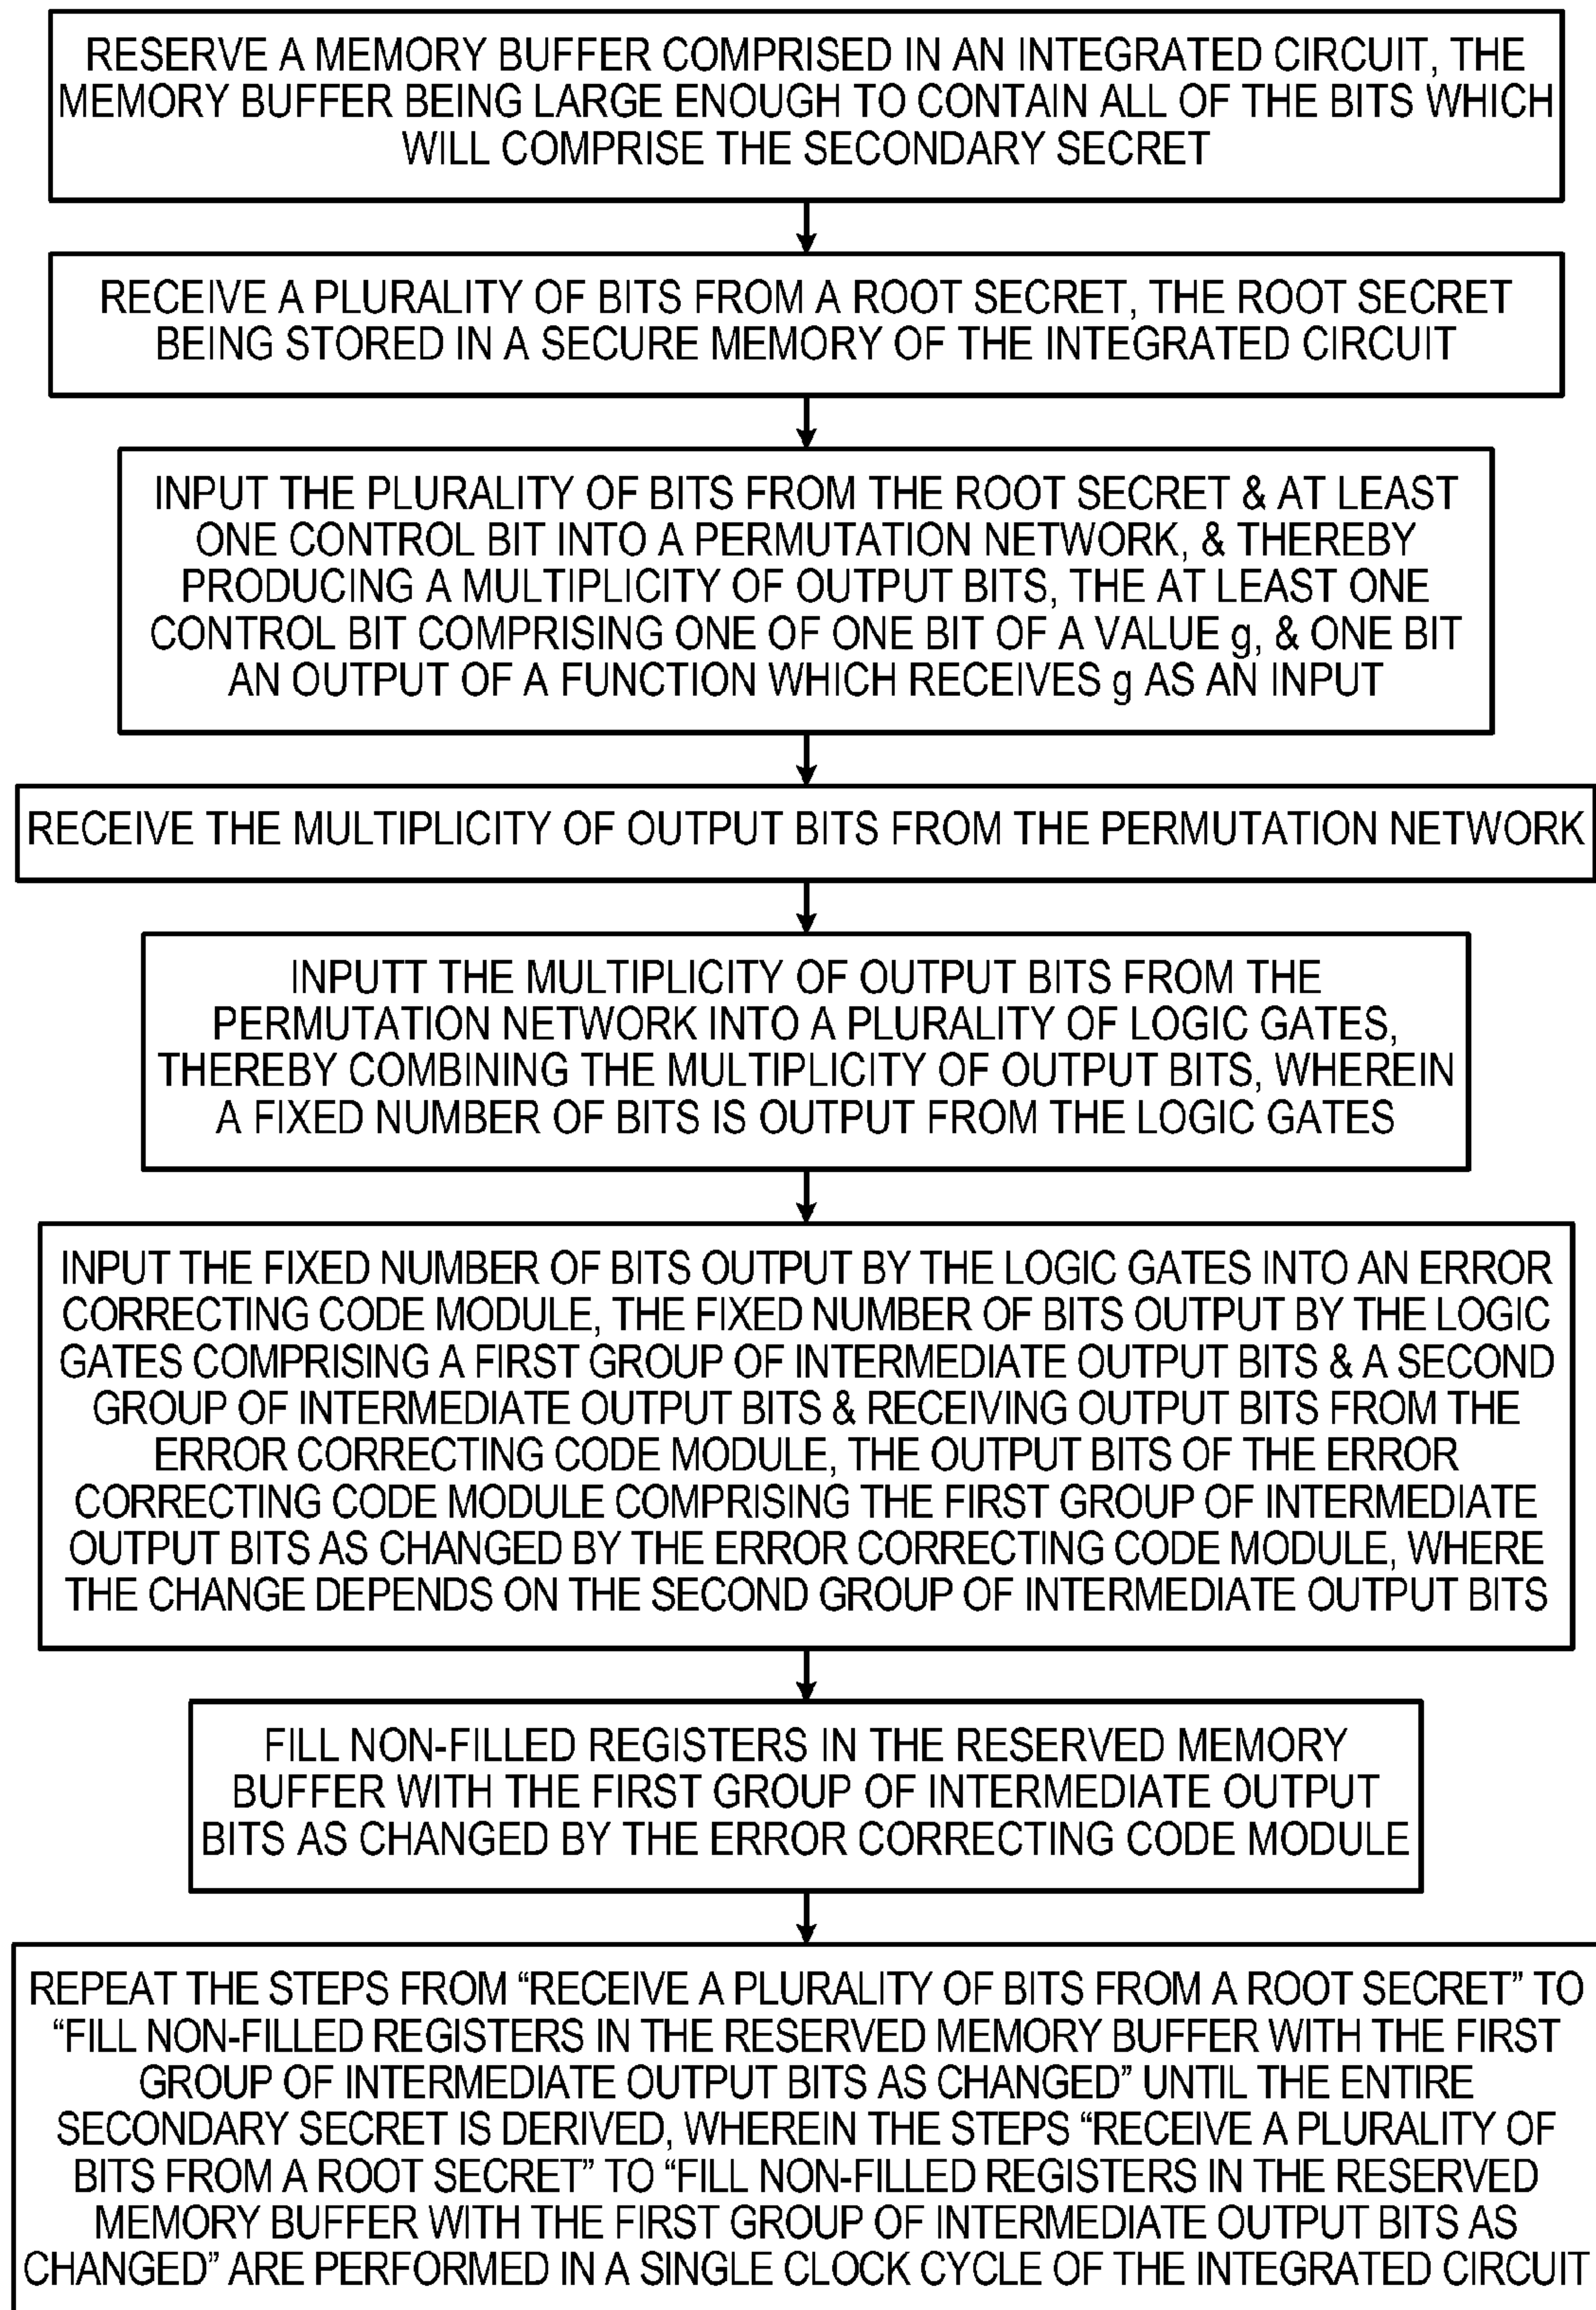 RESERVE A MEMORY BUFFER COMPRISED IN AN INTEGRATED CIRCUIT, THE
MEMORY BUFFER BEING LARGE ENOUGH TO CONTAIN ALL OF THE BITS WHICH
WILL COMPRISE THE SECONDARY SECRET
RECEIVE A PLURALITY OF BITS FROM A ROOT SECRET, THE ROOT SECRET
BEING STORED IN A SECURE MEMORY OF THE INTEGRATED CIRCUIT
INPUT THE PLURALITY OF BITS FROM THE ROOT SECRET & AT LEAST
ONE CONTROL BIT INTO A PERMUTATION NETWORK, & THEREBY
PRODUCING A MULTIPLICITY OF OUTPUT BITS, THE AT LEAST ONE
CONTROL BIT COMPRISING ONE OF ONE BIT OF A VALUE g, & ONE BIT
AN OUTPUT OF A FUNCTION WHICH RECEIVES g AS AN INPUT
RECEIVE THE MULTIPLICITY OF OUTPUT BITS FROM THE PERMUTATION NETWORK
INPUTT THE MULTIPLICITY OF OUTPUT BITS FROM THE
PERMUTATION NETWORK INTO A PLURALITY OF LOGIC GATES,
THEREBY COMBINING THE MULTIPLICITY OF OUTPUT BITS, WHEREIN
A FIXED NUMBER OF BITS IS OUTPUT FROM THE LOGIC GATES
INPUT THE FIXED NUMBER OF BITS OUTPUT BY THE LOGIC GATES INTO AN ERROR
CORRECTING CODE MODULE, THE FIXED NUMBER OF BITS OUTPUT BY THE LOGIC
GATES COMPRISING A FIRST GROUP OF INTERMEDIATE OUTPUT BITS & A SECOND
GROUP OF INTERMEDIATE OUTPUT BITS & RECEIVING OUTPUT BITS FROM THE
ERROR CORRECTING CODE MODULE, THE OUTPUT BITS OF THE ERROR
CORRECTING CODE MODULE COMPRISING THE FIRST GROUP OF INTERMEDIATE
OUTPUT BITS AS CHANGED BY THE ERROR CORRECTING CODE MODULE, WHERE
THE CHANGE DEPENDS ON THE SECOND GROUP OF INTERMEDIATE OUTPUT BITS
FILL NON-FILLED REGISTERS IN THE RESERVED MEMORY
BUFFER WITH THE FIRST GROUP OF INTERMEDIATE OUTPUT
BITS AS CHANGED BY THE ERROR CORRECTING CODE MODULE
REPEAT THE STEPS FROM “RECEIVE A PLURALITY OF BITS FROM A ROOT SECRET” TO
“FILL NON-FILLED REGISTERS IN THE RESERVED MEMORY BUFFER WITH THE FIRST
GROUP OF INTERMEDIATE OUTPUT BITS AS CHANGED” UNTIL THE ENTIRE
SECONDARY SECRET IS DERIVED, WHEREIN THE STEPS “RECEIVE A PLURALITY OF
BITS FROM A ROOT SECRET” TO “FILL NON-FILLED REGISTERS IN THE RESERVED
MEMORY BUFFER WITH THE FIRST GROUP OF INTERMEDIATE OUTPUT BITS AS
CHANGED” ARE PERFORMED IN A SINGLE CLOCK CYCLE OF THE INTEGRATED CIRCUIT